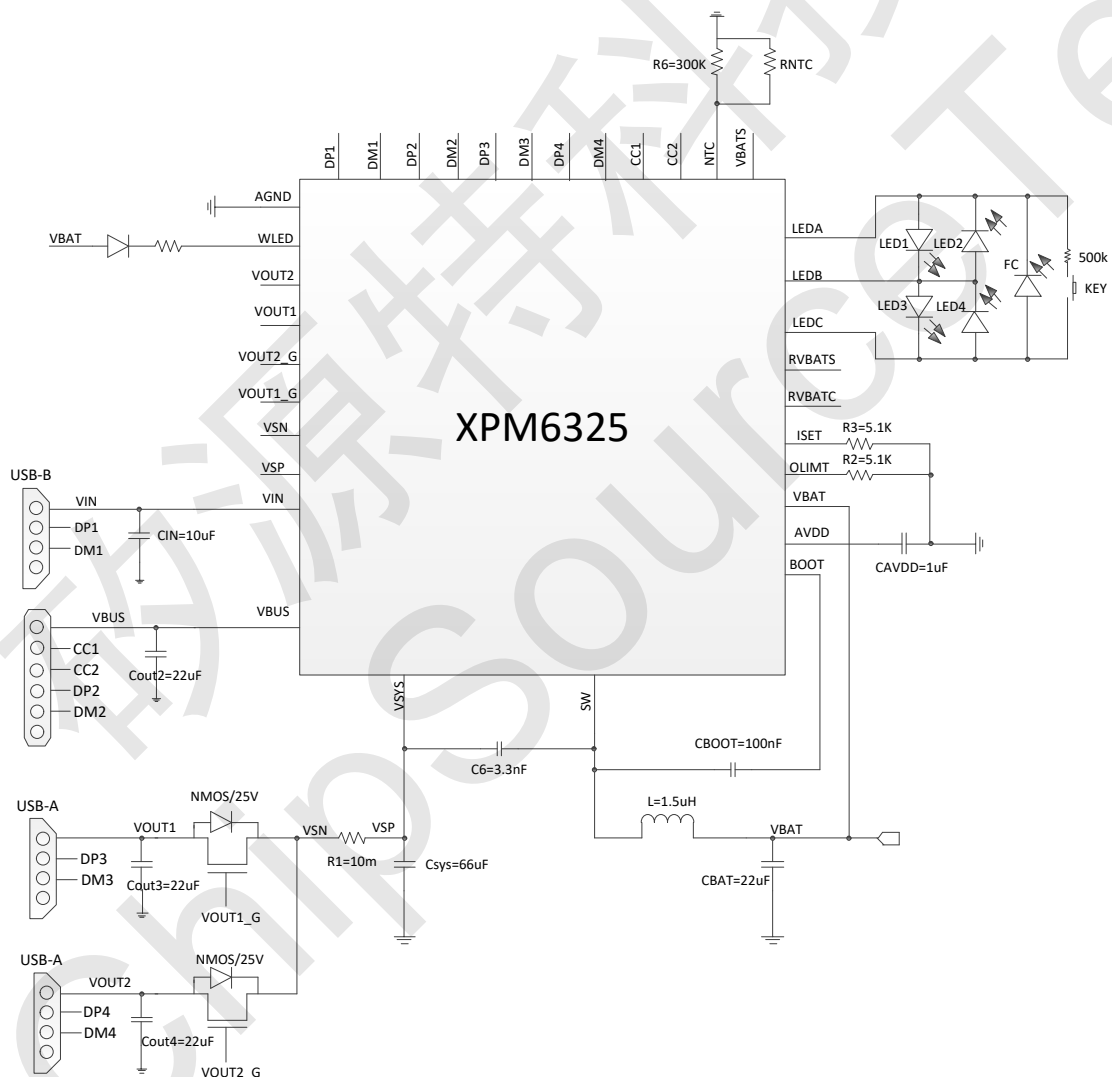 R6=300K
RNTC
DP1
DM1
DP2
DM2
DP3
DM3
DP4
DM4
CC1
CC2
NTC
VBATS
AGND
VBAT
WLED
VOUT2
VOUT1
VOUT2_G
VOUT1_G
VSN
VSP
VIN
VBUS
XPM6325
LEDA
LEDB
LEDC
RVBATS
RVBATC
ISET
OLIMT
VBAT
AVDD
BOOT
LED1
LED2
LED3
LED4
FC
500k
KEY
R3=5.1K
R2=5.1K
CAVDD=1uF
USB-B
VIN
DP1
DM1
CIN=10uF
VBUS
CC1
CC2
DP2
DM2
Cout2=22uF
VSYS
SW
C6=3.3nF
CBOOT=100nF
L=1.5uH
VBAT
CBAT=22uF
USB-A
VOUT1
DP3
DM3
Cout3=22uF
NMOS/25V
VOUT1_G
VSN
R1=10m
VSP
Csys=66uF
USB-A
VOUT2
DP4
DM4
Cout4=22uF
NMOS/25V
VOUT2_G
矽源特科
ChipSourceTe